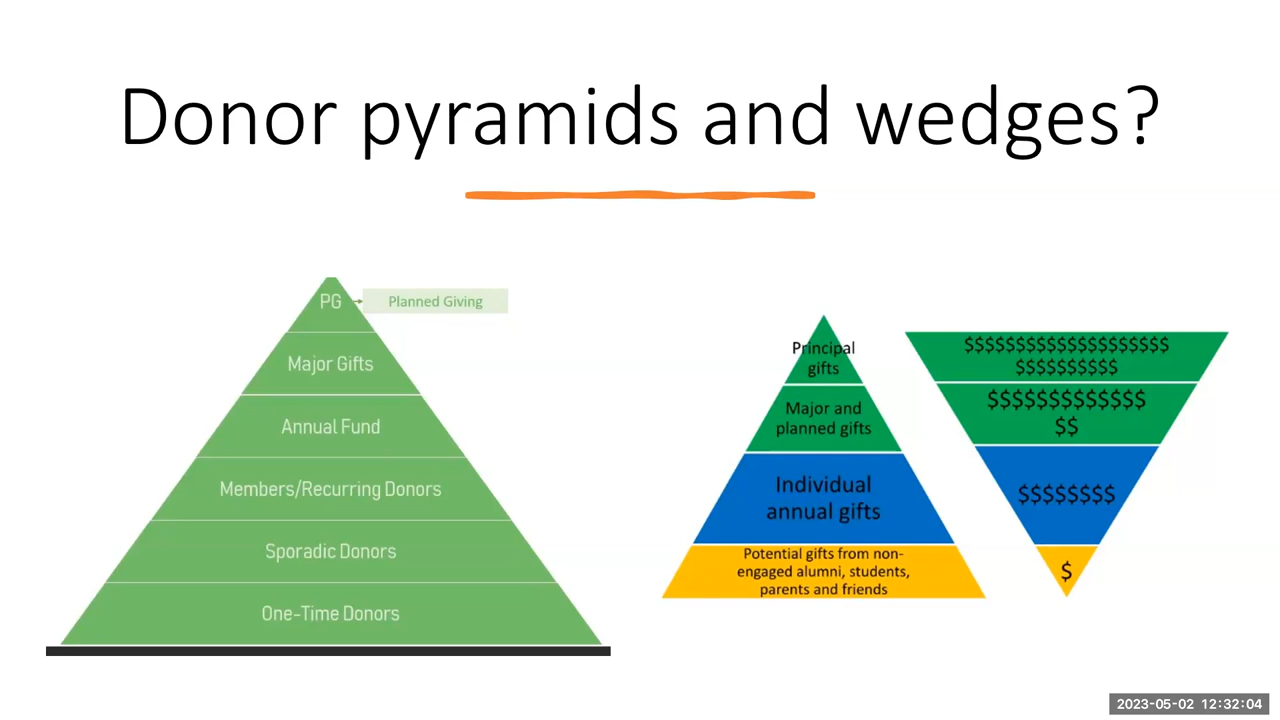 Donor pyramids and wedges?
PG
Planned Giving
Major Gifts
Annual Fund
Members/Recurring Donors
Sporadic Donors
One-Time Donors
Principal
gifts
Major and
planned gifts
Individual
annual gifts
Potential gifts from non-
engaged alumni, students,
parents and friends
$$$$$$$$$$$$$$$$$$$$
$$$$$$$$$$
$$$$$$$$$$$$$
$$
$$$$$$$$
$
2023-05-02 12:32:04